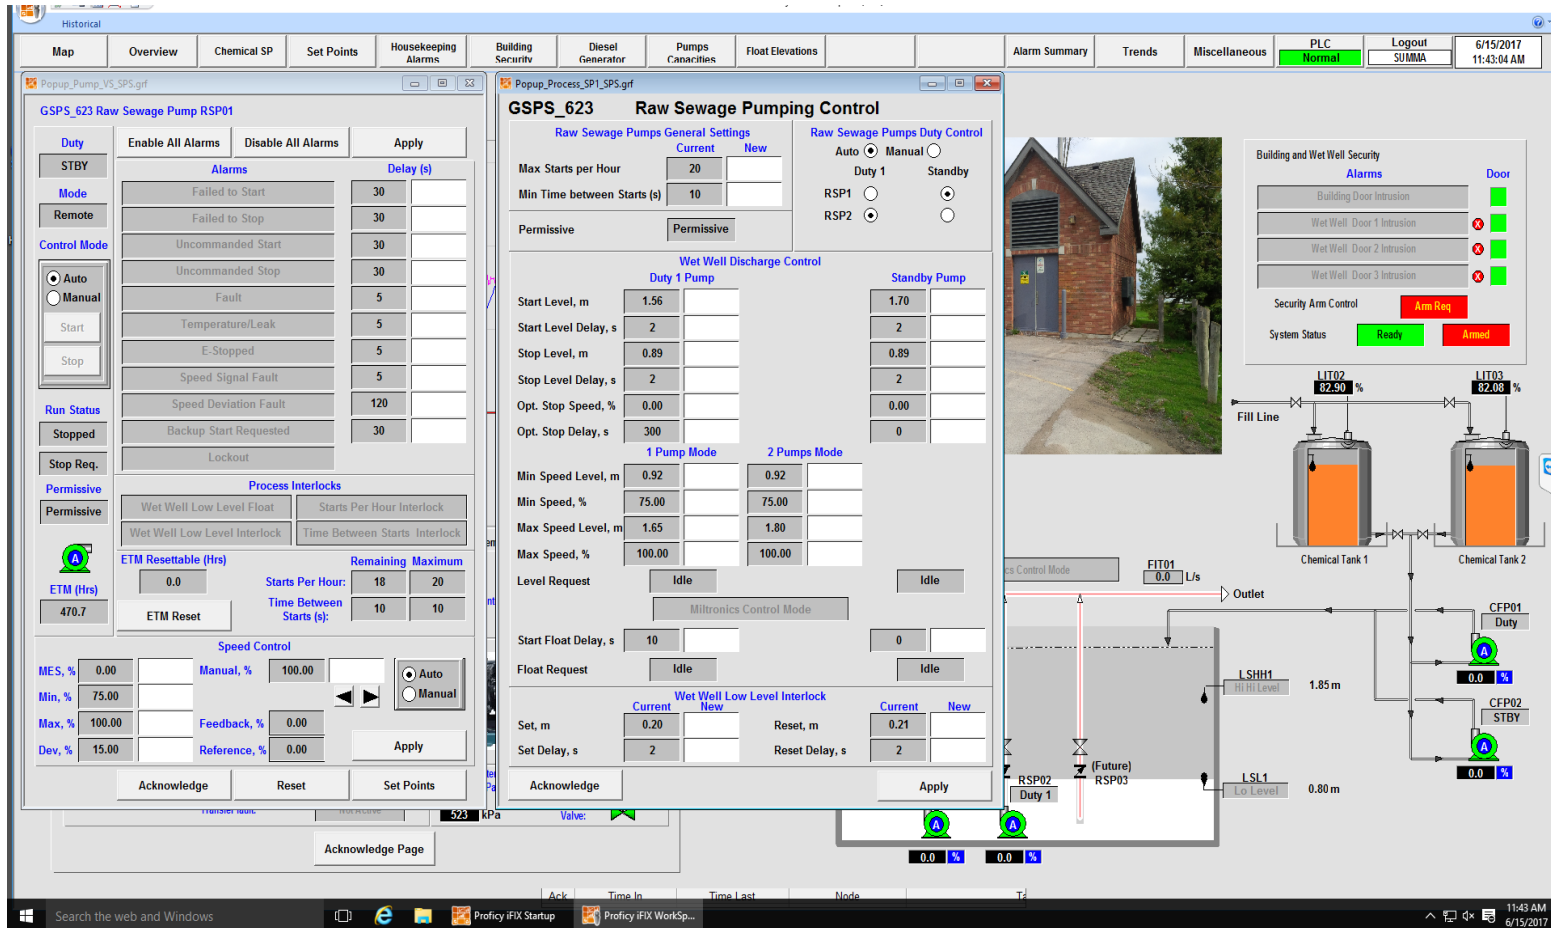 Historical
Map Overview Chemical SP Set Points Housekeeping Alarms Building Security Diesel Generator Pumps Capacities Float Elevations Alarm Summary Trends Miscellaneous PLC Normal Logout SUMMA 6/15/2017 11:43:04 AM
Popup_Pump_VS_SPS.grf
GSPS_623 Raw Sewage Pump RSP01
Duty
STBY
Mode
Remote
Control Mode
Auto
Manual
Start
Stop
Run Status
Stopped
Stop Req.
Permissive
Permissive
A
ETM (Hrs)
470.7
Enable All Alarms Disable All Alarms Apply
Alarms Delay (s)
Failed to Start 30
Failed to Stop 30
Uncommanded Start 30
Uncommanded Stop 30
Fault 5
Temperature/Leak 5
E-Stopped 5
Speed Signal Fault 5
Speed Deviation Fault 120
Backup Start Requested 30
Lockout
Process Interlocks
Wet Well Low Level Float Starts Per Hour Interlock
Wet Well Low Level Interlock Time Between Starts Interlock
ETM Resettable (Hrs) Remaining Maximum
0.0 Starts Per Hour: 18 20
ETM Reset Time Between Starts (s): 10 10
Speed Control
MES, % 0.00 Manual, % 100.00 Auto
Min, % 75.00 Manual
Max, % 100.00 Feedback, % 0.00
Dev, % 15.00 Reference, % 0.00 Apply
Acknowledge Reset Set Points
Popup_Process_SP1_SPS.grf
GSPS_623 Raw Sewage Pumping Control
Raw Sewage Pumps General Settings
Current New
Max Starts per Hour 20
Min Time between Starts (s) 10
Permissive Permissive
Raw Sewage Pumps Duty Control
Auto Manual
Duty 1 Standby
RSP1
RSP2
Wet Well Discharge Control
Duty 1 Pump Standby Pump
Start Level, m 1.56 1.70
Start Level Delay, s 2 2
Stop Level, m 0.89 0.89
Stop Level Delay, s 2 2
Opt. Stop Speed, % 0.00 0.00
Opt. Stop Delay, s 300 0
1 Pump Mode 2 Pumps Mode
Min Speed Level, m 0.92 0.92
Min Speed, % 75.00 75.00
Max Speed Level, m 1.65 1.80
Max Speed, % 100.00 100.00
Level Request Idle Idle
Miltronics Control Mode
Start Float Delay, s 10 0
Float Request Idle Idle
Wet Well Low Level Interlock
Current New Current New
Set, m 0.20 Reset, m 0.21
Set Delay, s 2 Reset Delay, s 2
Acknowledge Apply
Building and Wet Well Security
Alarms Door
Building Door Intrusion
Wet Well Door 1 Intrusion X
Wet Well Door 2 Intrusion X
Wet Well Door 3 Intrusion X
Security Arm Control Arm Req
System Status Ready Armed
LIT02 LIT03
82.90 % 82.08 %
Fill Line
Chemical Tank 1 Chemical Tank 2
cs Control Mode
FIT01
0.0 L/s
Outlet
CFP01
Duty
A
0.0 %
CFP02
STBY
A
0.0 %
LSHH1
Hi Hi Level 1.85 m
LSL1
Lo Level 0.80 m
(Future)
RSP03
RSP02
Duty 1
A A
0.0 % 0.0 %
Transfer fault: Not Active 523 kPa Valve:
Acknowledge Page
Ack Time In Time Last Node
Search the web and Windows
Proficy iFIX Startup
Proficy iFIX WorkSp...
11:43 AM
6/15/2017